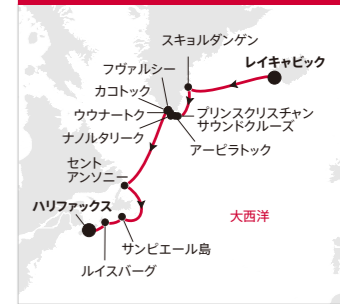 スキョルダンゲン
レイキャビック
フヴァルシー
カコトック
ウウナートク
ナノルタリーク
プリンスクリスチャン
サウンドクルーズ
アーピラトック
セント
アンソニー
ハリファックス
大西洋
サンピエール島
ルイスバーグ